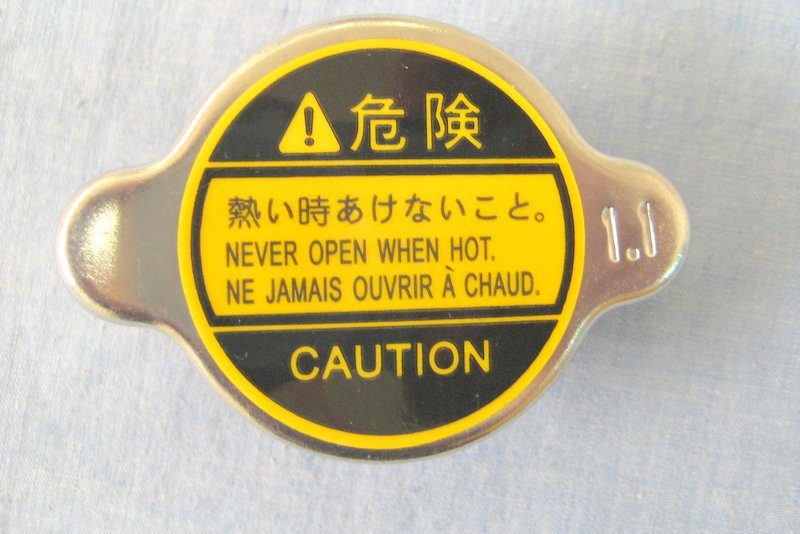 危険
熱い時あけないこと。
NEVER OPEN WHEN HOT.
NE JAMAIS OUVRIR À CHAUD.
CAUTION
1.1